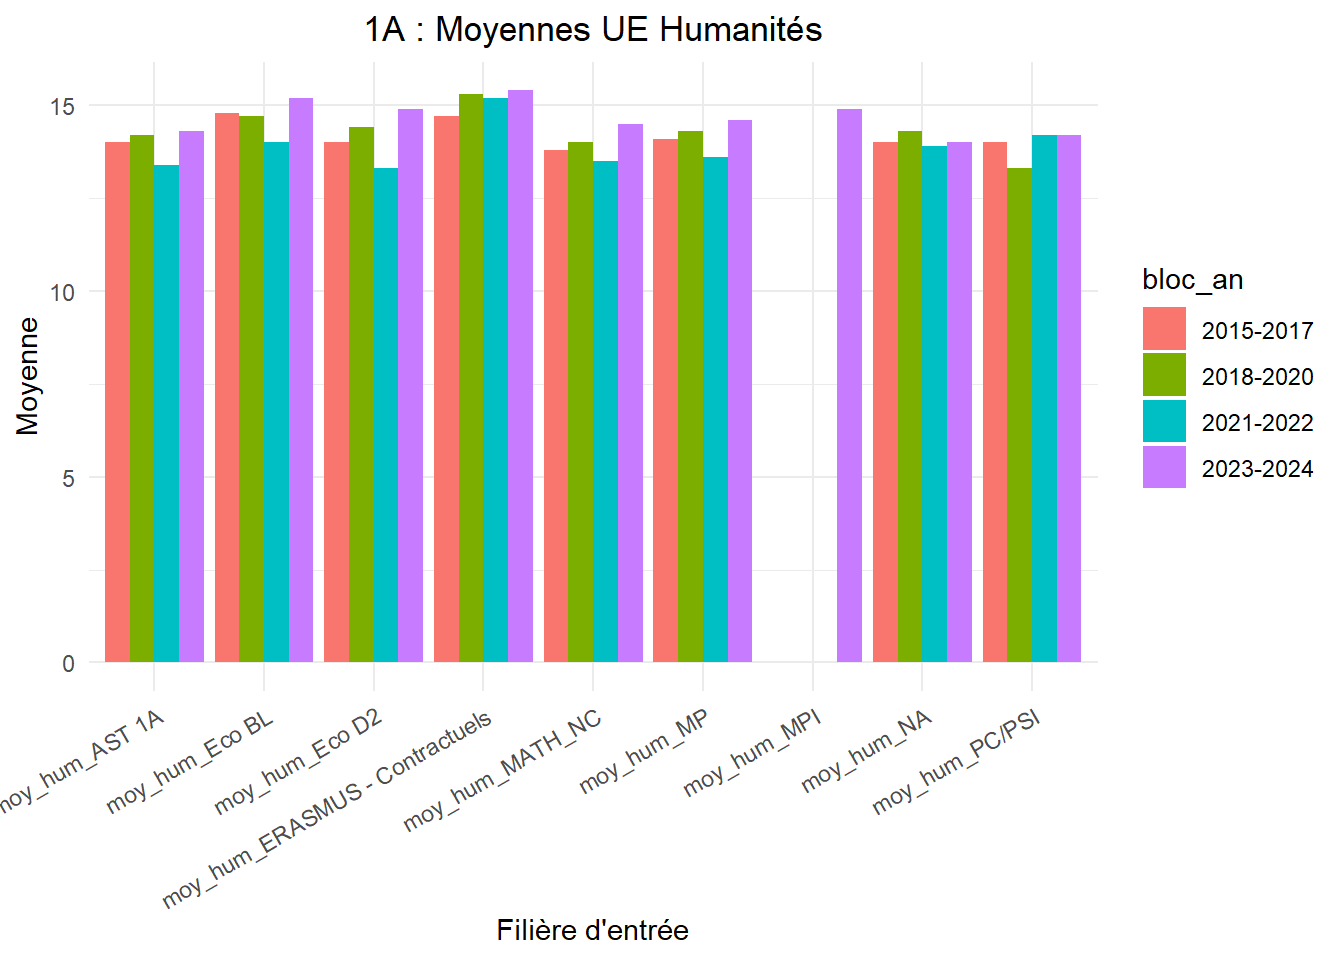 1A : Moyennes UE Humanités
Moyenne
15
10
5
0
moy_hum_AST 1A
moy_hum_Eco BL
moy_hum_Eco D2
moy_hum_ERASMUS - Contractuels
moy_hum_MATH_NC
moy_hum_MP
moy_hum_MPI
moy_hum_NA
moy_hum_PC/PSI
Filière d'entrée
bloc_an
2015-2017
2018-2020
2021-2022
2023-2024